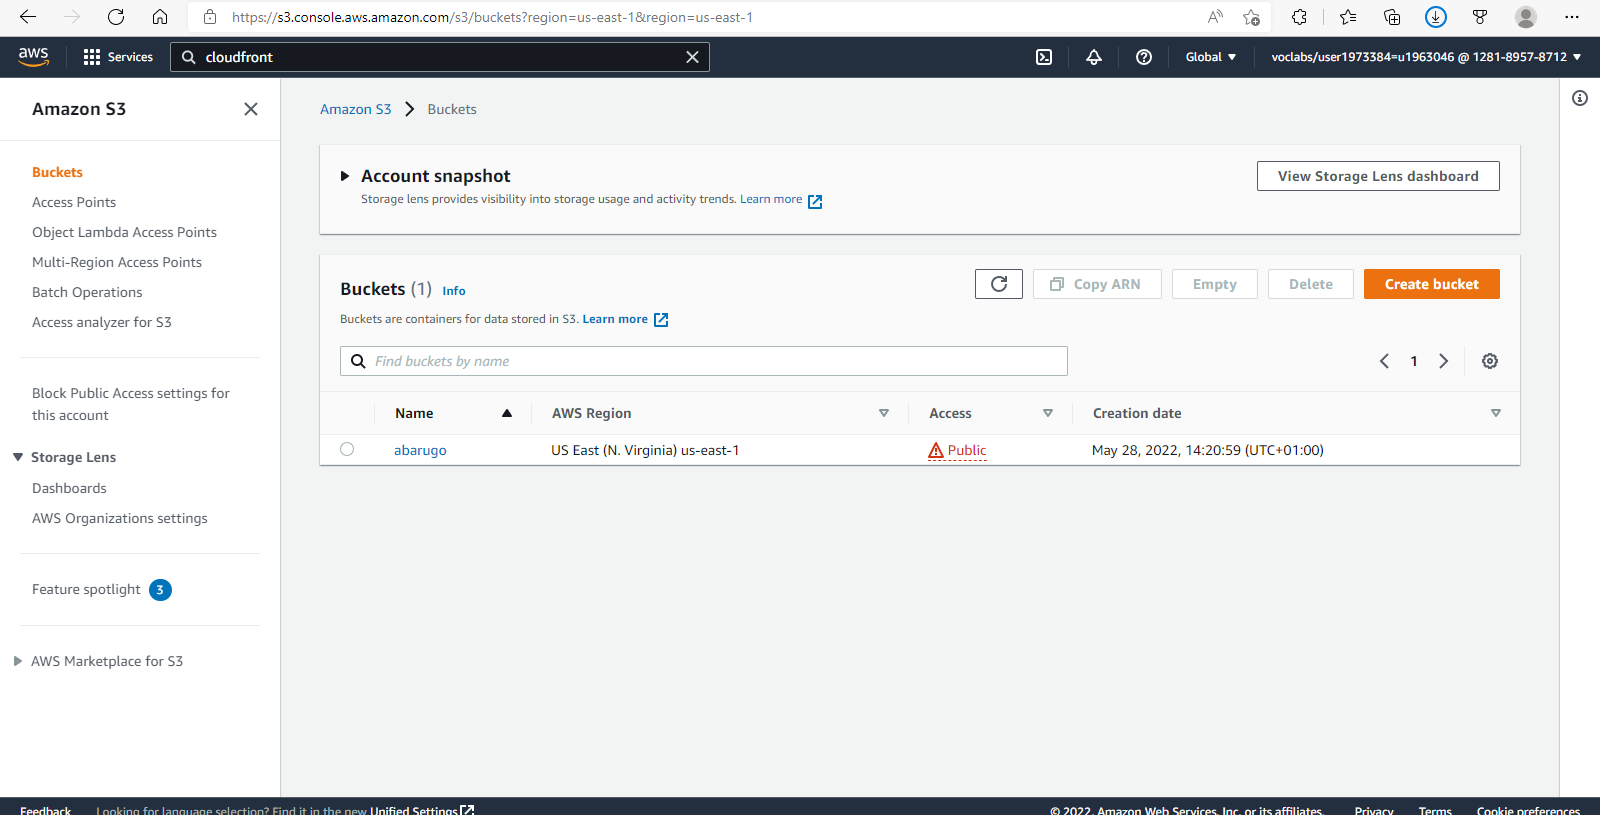 https://s3.console.aws.amazon.com/s3/buckets?region=us-east-1&region=us-east-1
aws
Services
cloudfront
Global
voclabs/user1973384=u1963046 @ 1281-8957-8712
Amazon S3
Buckets
Access Points
Object Lambda Access Points
Multi-Region Access Points
Batch Operations
Access analyzer for S3
Block Public Access settings for
this account
Storage Lens
Dashboards
AWS Organizations settings
Feature spotlight 3
AWS Marketplace for S3
Amazon S3 Buckets
Account snapshot
Storage lens provides visibility into storage usage and activity trends. Learn more
View Storage Lens dashboard
Buckets (1) Info
Buckets are containers for data stored in S3. Learn more
Copy ARN
Empty
Delete
Create bucket
Find buckets by name
1
Name AWS Region Access Creation date
abarugo US East (N. Virginia) us-east-1 Public May 28, 2022, 14:20:59 (UTC+01:00)
Feedback Looking for language selection? Find it in the new Unified Settings © 2022, Amazon Web Services, Inc. or its affiliates. Privacy Terms Cookie preferences